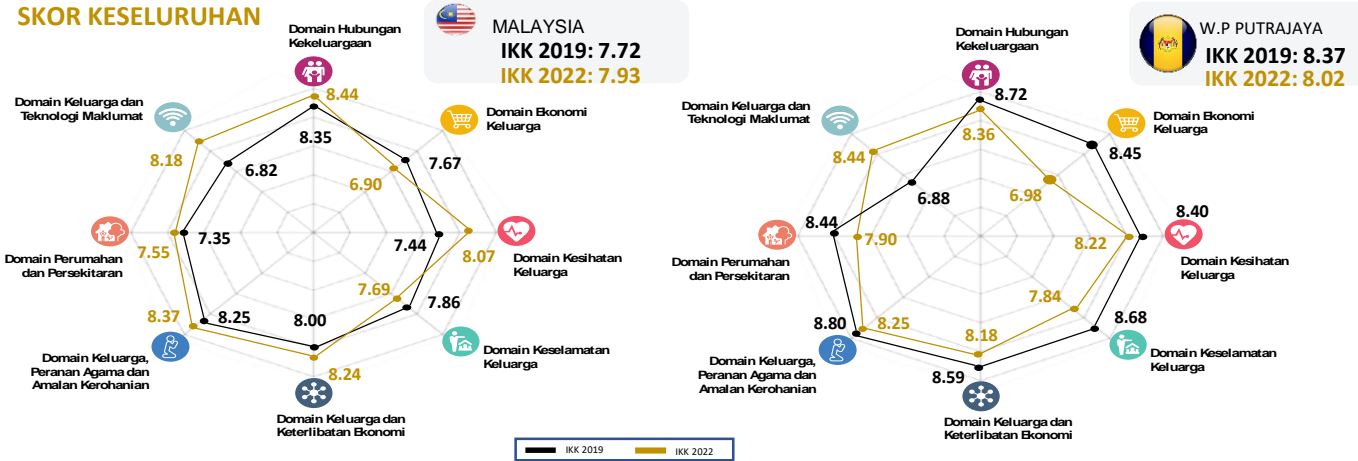 SKOR KESELURUHAN
MALAYSIA
IKK 2019: 7.72
IKK 2022: 7.93
Domain Hubungan
Kekeluargaan
8.44
8.35
Domain Ekonomi
Keluarga
7.67
6.90
Domain Kesihatan
Keluarga
7.44
8.07
Domain Keselamatan
Keluarga
7.86
7.69
Domain Keluarga dan
Keterlibatan Ekonomi
8.00
8.24
Domain Keluarga,
Peranan Agama dan
Amalan Kerohanian
8.37
8.25
Domain Perumahan
dan Persekitaran
7.55
7.35
Domain Keluarga dan
Teknologi Maklumat
8.18
6.82
W.P PUTRAJAYA
IKK 2019: 8.37
IKK 2022: 8.02
Domain Hubungan
Kekeluargaan
8.72
8.36
Domain Ekonomi
Keluarga
8.45
6.98
Domain Kesihatan
Keluarga
8.40
8.22
Domain Keselamatan
Keluarga
8.68
7.84
Domain Keluarga dan
Keterlibatan Ekonomi
8.18
8.59
Domain Keluarga,
Peranan Agama dan
Amalan Kerohanian
8.80
8.25
Domain Perumahan
dan Persekitaran
8.44
7.90
Domain Keluarga dan
Teknologi Maklumat
8.44
6.88
IKK 2019
IKK 2022